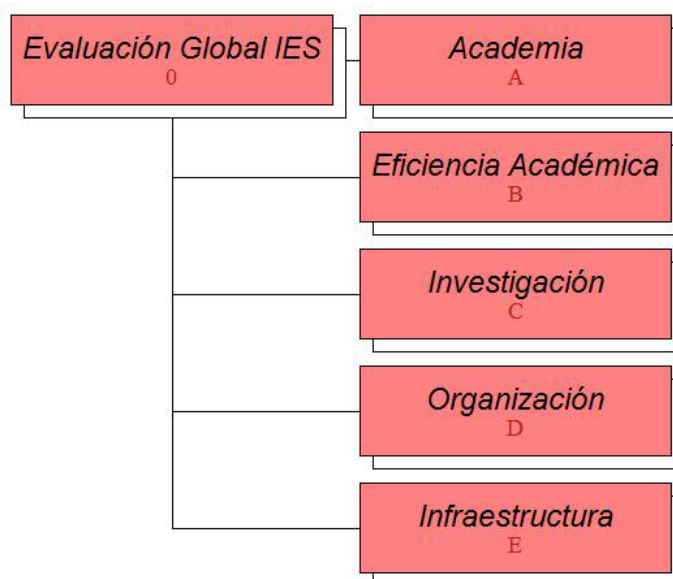 Evaluación Global IES
0
Academia
A
Eficiencia Académica
B
Investigación
C
Organización
D
Infraestructura
E